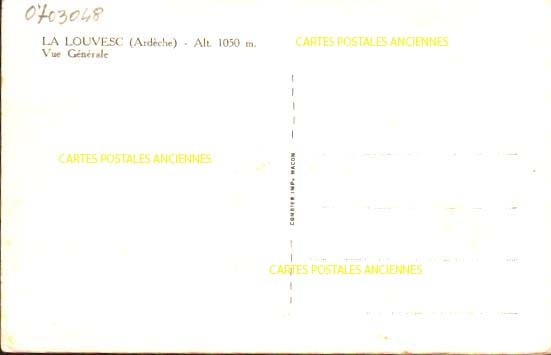 0703048
LA LOUVESC (Ardèche) - Alt. 1050 m.
Vue Générale
CARTES POSTALES ANCIENNES
CARTES POSTALES ANCIENNES
COMBIER IMP. MACON
CARTES POSTALES ANCIENNES